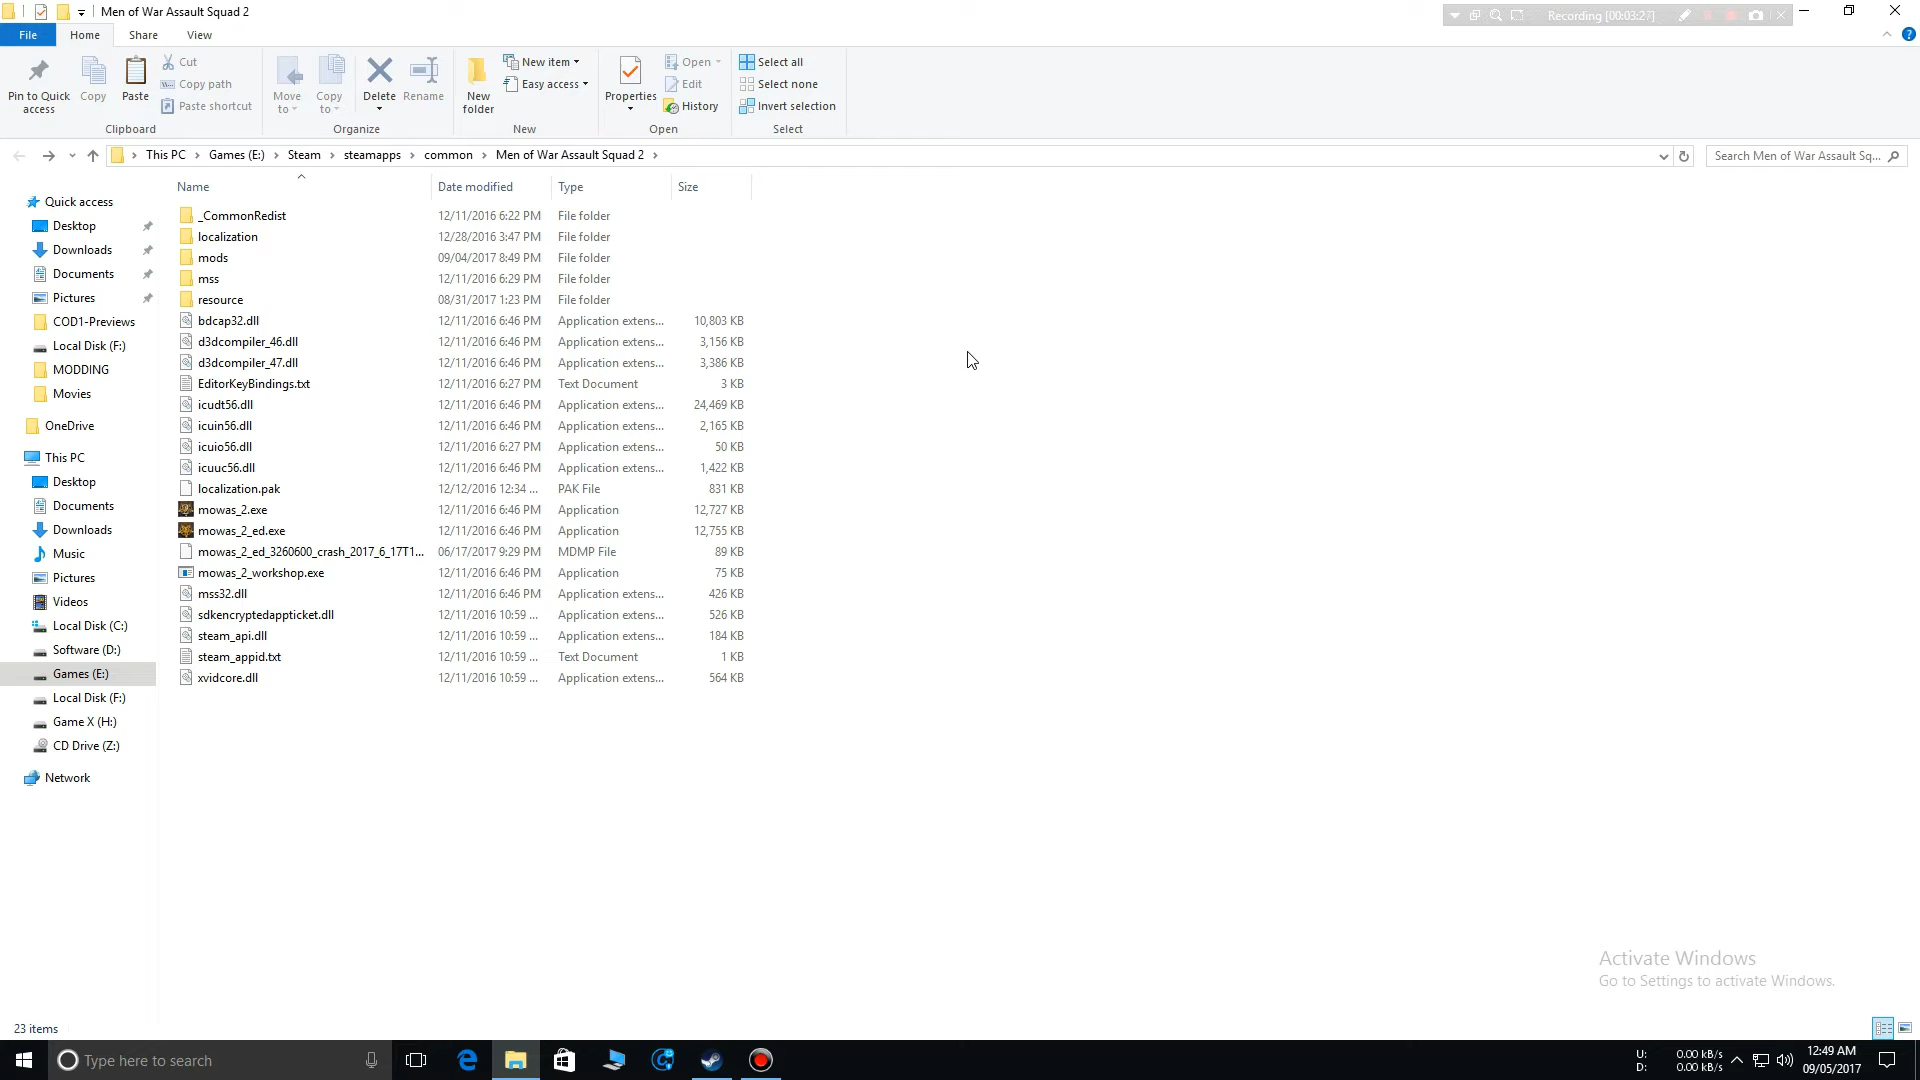 Men of War Assault Squad 2
Recording [00:03:27]
File Home Share View
Pin to Quick access
Copy
Paste
Cut
Copy path
Paste shortcut
Clipboard
Move to
Copy to
Delete
Rename
Organize
New folder
New item
Easy access
New
Properties
Open
Edit
History
Open
Select all
Select none
Invert selection
Select
This PC > Games (E:) > Steam > steamapps > common > Men of War Assault Squad 2 >
Search Men of War Assault Sq...
Quick access
Desktop
Downloads
Documents
Pictures
COD1-Previews
Local Disk (F:)
MODDING
Movies
OneDrive
This PC
Desktop
Documents
Downloads
Music
Pictures
Videos
Local Disk (C:)
Software (D:)
Games (E:)
Local Disk (F:)
Game X (H:)
CD Drive (Z:)
Network
Name Date modified Type Size
_CommonRedist 12/11/2016 6:22 PM File folder
localization 12/28/2016 3:47 PM File folder
mods 09/04/2017 8:49 PM File folder
mss 12/11/2016 6:29 PM File folder
resource 08/31/2017 1:23 PM File folder
bdcap32.dll 12/11/2016 6:46 PM Application extens... 10,803 KB
d3dcompiler_46.dll 12/11/2016 6:46 PM Application extens... 3,156 KB
d3dcompiler_47.dll 12/11/2016 6:46 PM Application extens... 3,386 KB
EditorKeyBindings.txt 12/11/2016 6:27 PM Text Document 3 KB
icudt56.dll 12/11/2016 6:46 PM Application extens... 24,469 KB
icuin56.dll 12/11/2016 6:46 PM Application extens... 2,165 KB
icuio56.dll 12/11/2016 6:27 PM Application extens... 50 KB
icuuc56.dll 12/11/2016 6:46 PM Application extens... 1,422 KB
localization.pak 12/12/2016 12:34 ... PAK File 831 KB
mowas_2.exe 12/11/2016 6:46 PM Application 12,727 KB
mowas_2_ed.exe 12/11/2016 6:46 PM Application 12,755 KB
mowas_2_ed_3260600_crash_2017_6_17T1... 06/17/2017 9:29 PM MDMP File 89 KB
mowas_2_workshop.exe 12/11/2016 6:46 PM Application 75 KB
mss32.dll 12/11/2016 6:46 PM Application extens... 426 KB
sdkencryptedappticket.dll 12/11/2016 10:59 ... Application extens... 526 KB
steam_api.dll 12/11/2016 10:59 ... Application extens... 184 KB
steam_appid.txt 12/11/2016 10:59 ... Text Document 1 KB
xvidcore.dll 12/11/2016 10:59 ... Application extens... 564 KB
Activate Windows
Go to Settings to activate Windows.
23 items
Type here to search
U: 0.00 kB/s
D: 0.00 kB/s
12:49 AM
09/05/2017